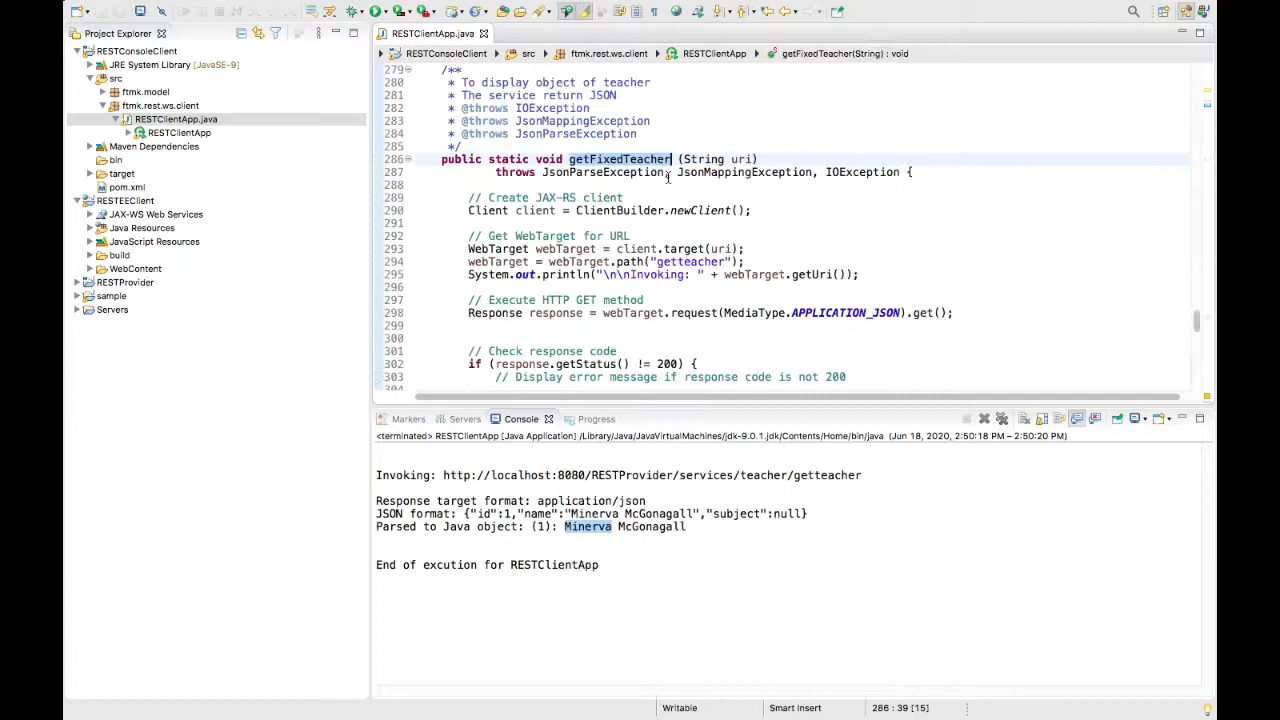 Project Explorer
RESTConsoleClient
JRE System Library [JavaSE-9]
src
ftmk.model
ftmk.rest.ws.client
RESTClientApp.java
RESTClientApp
Maven Dependencies
bin
target
pom.xml
RESTEEClient
JAX-WS Web Services
Java Resources
JavaScript Resources
build
WebContent
RESTProvider
sample
Servers
RESTClientApp.java
RESTConsoleClient src ftmk.rest.ws.client RESTClientApp getFixedTeacher(String) : void
279 /**
280 * To display object of teacher
281 * The service return JSON
282 * @throws IOException
283 * @throws JsonMappingException
284 * @throws JsonParseException
285 */
286 public static void getFixedTeacher (String uri)
287 throws JsonParseException, JsonMappingException, IOException {
288
289 // Create JAX-RS client
290 Client client = ClientBuilder.newClient();
291
292 // Get WebTarget for URL
293 WebTarget webTarget = client.target(uri);
294 webTarget = webTarget.path("getteacher");
295 System.out.println("\n\nInvoking: " + webTarget.getUri());
296
297 // Execute HTTP GET method
298 Response response = webTarget.request(MediaType.APPLICATION_JSON).get();
299
300
301 // Check response code
302 if (response.getStatus() != 200) {
303 // Display error message if response code is not 200
304
Markers Servers Console Progress
<terminated> RESTClientApp [Java Application] /Library/Java/JavaVirtualMachines/jdk-9.0.1.jdk/Contents/Home/bin/java (Jun 18, 2020, 2:50:18 PM – 2:50:20 PM)
Invoking: http://localhost:8080/RESTProvider/services/teacher/getteacher
Response target format: application/json
JSON format: {"id":1,"name":"Minerva McGonagall","subject":null}
Parsed to Java object: (1): Minerva McGonagall
End of excution for RESTClientApp
Writable Smart Insert 286 : 39 [15]